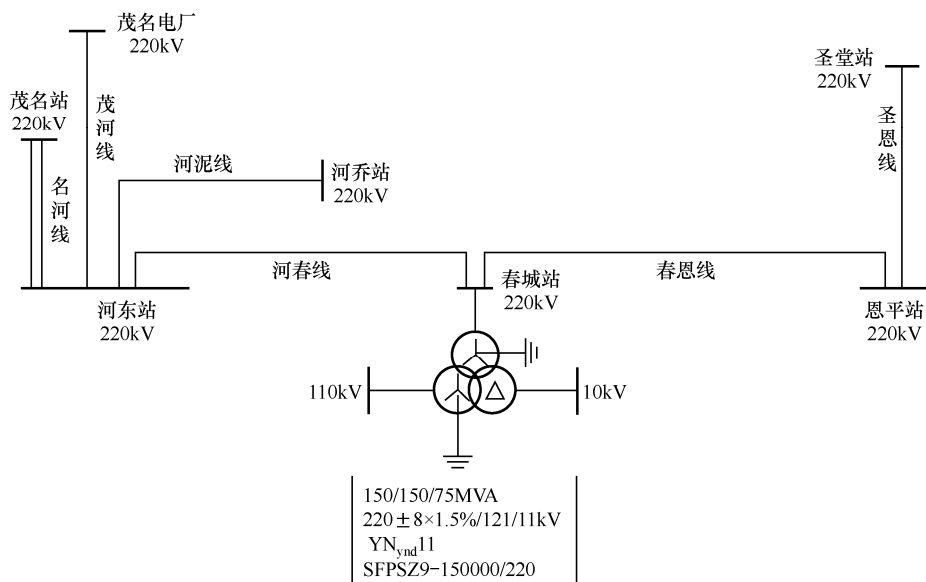 茂名电厂
220kV
圣堂站
220kV
茂名站
220kV
茂河线
圣恩线
河泥线
河乔站
220kV
名河线
河春线
春城站
220kV
春恩线
河东站
220kV
恩平站
220kV
110kV
10kV
150/150/75MVA
220±8×1.5%/121/11kV
YNynd11
SFPSZ9-150000/220